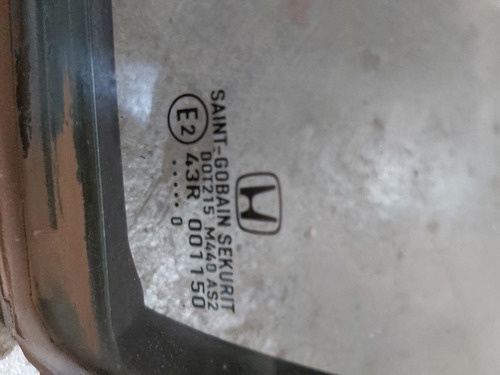 SAINT-GOBAIN SEKURIT
DOT215 M440 AS2
E2 43R 001150
..... 0